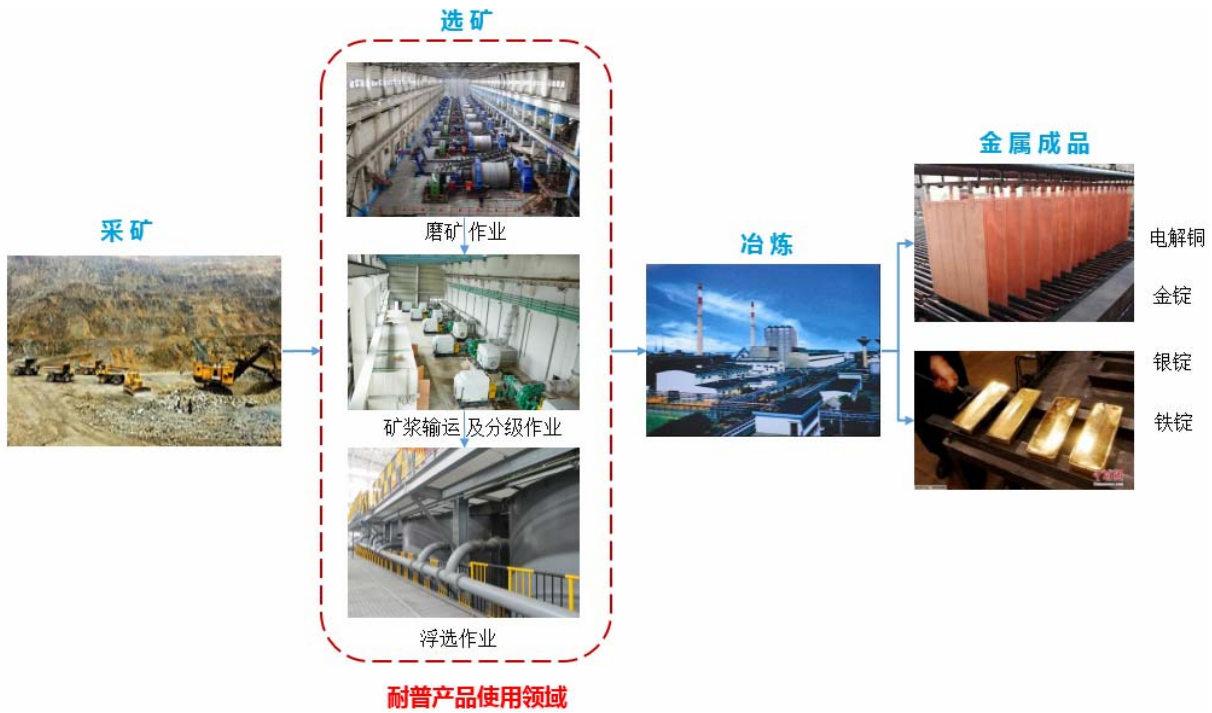 选矿
磨矿作业
矿浆输运及分级作业
浮选作业
耐普产品使用领域
采矿
冶炼
金属成品
电解铜
金锭
银锭
铁锭